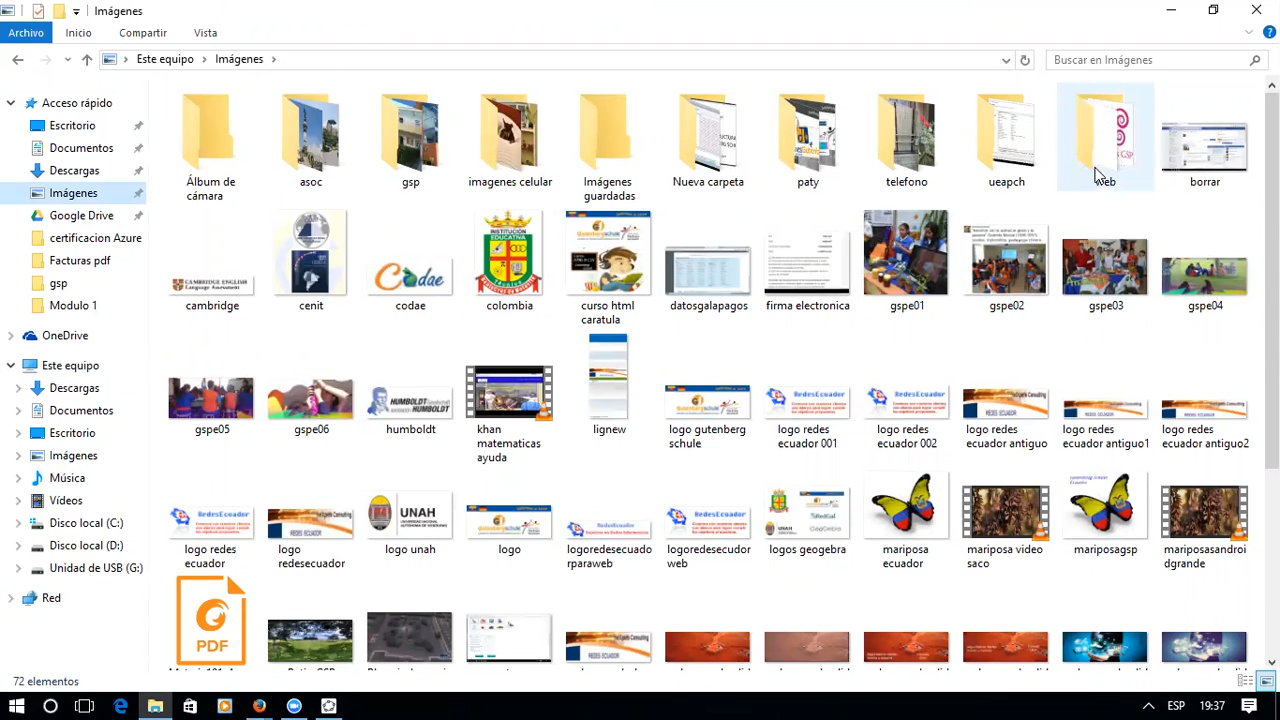 Imágenes
Archivo Inicio Compartir Vista
Este equipo Imágenes
Buscar en Imágenes
Acceso rápido
Escritorio
Documentos
Descargas
Imágenes
Google Drive
certificacion Azure
Facturas pdf
gsp
Modulo 1
OneDrive
Este equipo
Descargas
Documentos
Escritorio
Imágenes
Música
Vídeos
Disco local (C:)
Disco local (D:)
Unidad de USB (G:)
Red
Álbum de cámara
asoc
gsp
imagenes celular
Imágenes guardadas
Nueva carpeta
paty
telefono
ueapch
web
borrar
cambridge
cenit
codae
colombia
curso html caratula
datosgalapagos
firma electronica
gspe01
gspe02
gspe03
gspe04
gspe05
gspe06
humboldt
khan matematicas ayuda
lignew
logo gutenberg schule
logo redes ecuador 001
logo redes ecuador 002
logo redes ecuador antiguo
logo redes ecuador antiguo1
logo redes ecuador antiguo2
logo redes ecuador
logo redesecuador
logo unah
logo
logoredesecuadorparaweb
logoredesecudorweb
logos geogebra
mariposa ecuador
mariposa video saco
mariposagsp
mariposasandroidgrande
PDF
72 elementos
ESP 19:37